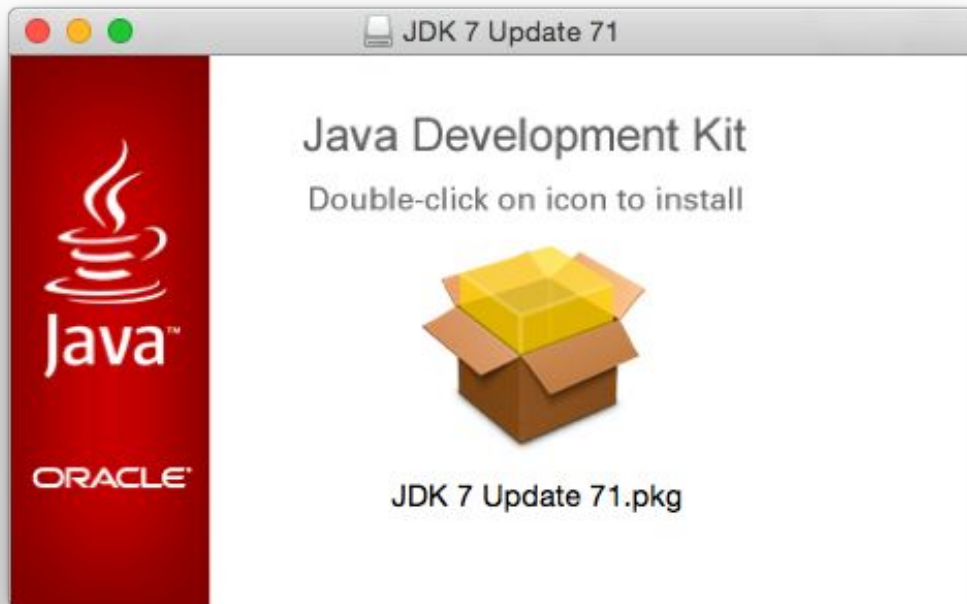 JDK 7 Update 71
Java Development Kit
Double-click on icon to install
Java™
ORACLE®
JDK 7 Update 71.pkg